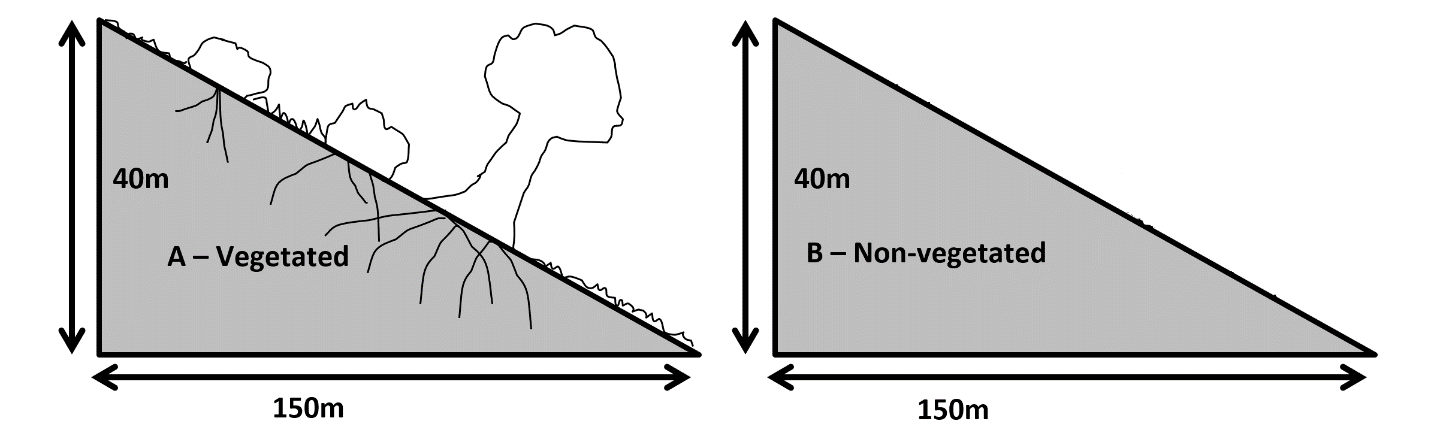 40m
A – Vegetated
150m
40m
B – Non-vegetated
150m